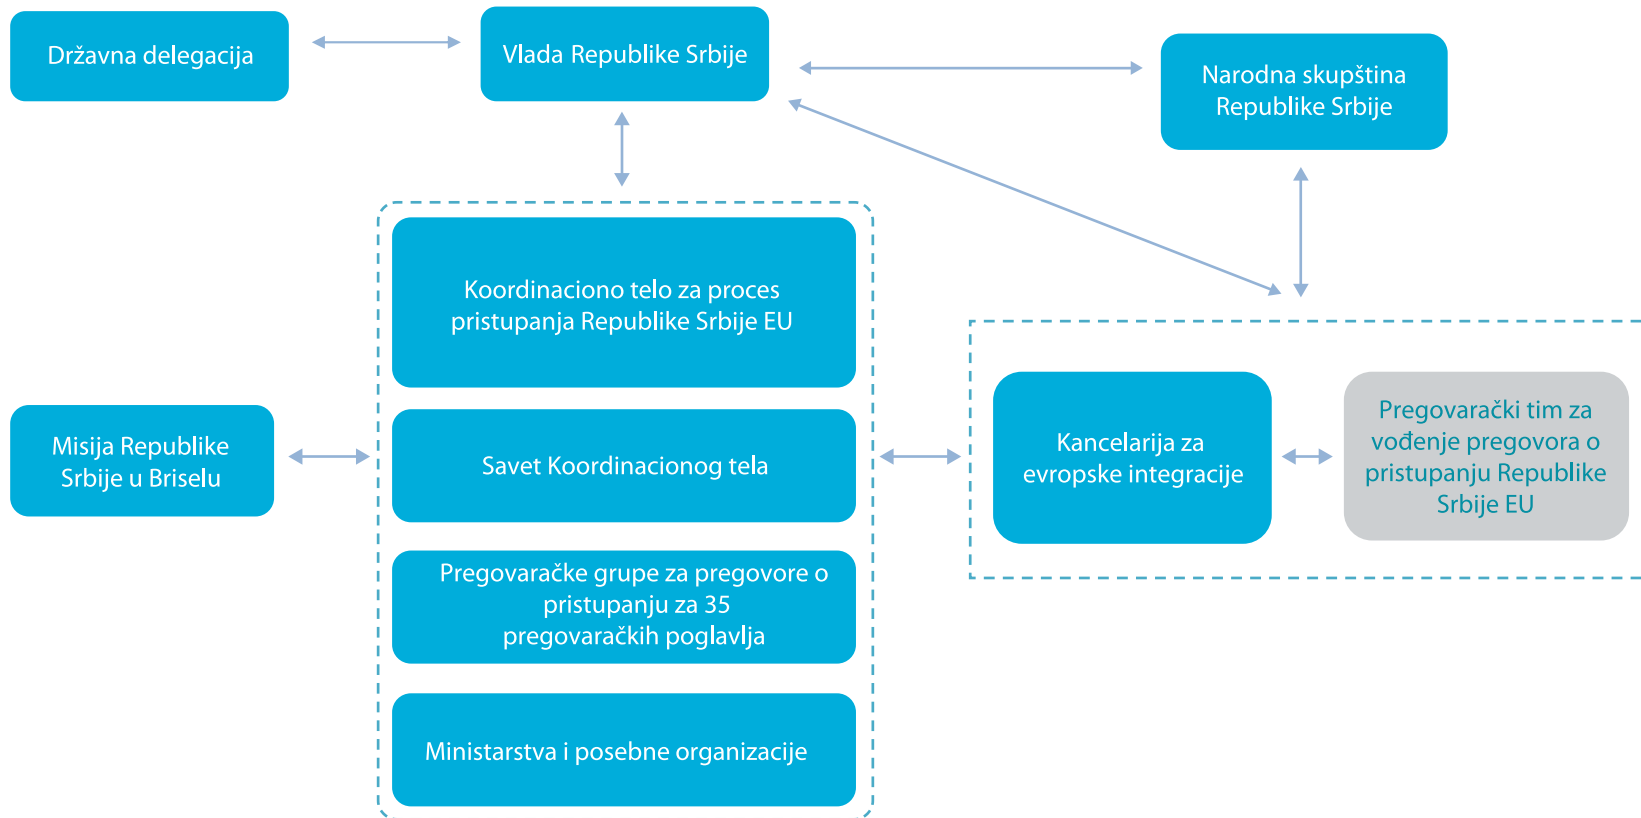 Državna delegacija
Vlada Republike Srbije
Narodna skupština
Republike Srbije
Koordinaciono telo za proces
pristupanja Republike Srbije EU
Misija Republike
Srbije u Briselu
Savet Koordinacionog tela
Kancelarija za
evropske integracije
Pregovarački tim za
vođenje pregovora o
pristupanju Republike
Srbije EU
Pregovaračke grupe za pregovore o
pristupanju za 35
pregovaračkih poglavlja
Ministarstva i posebne organizacije